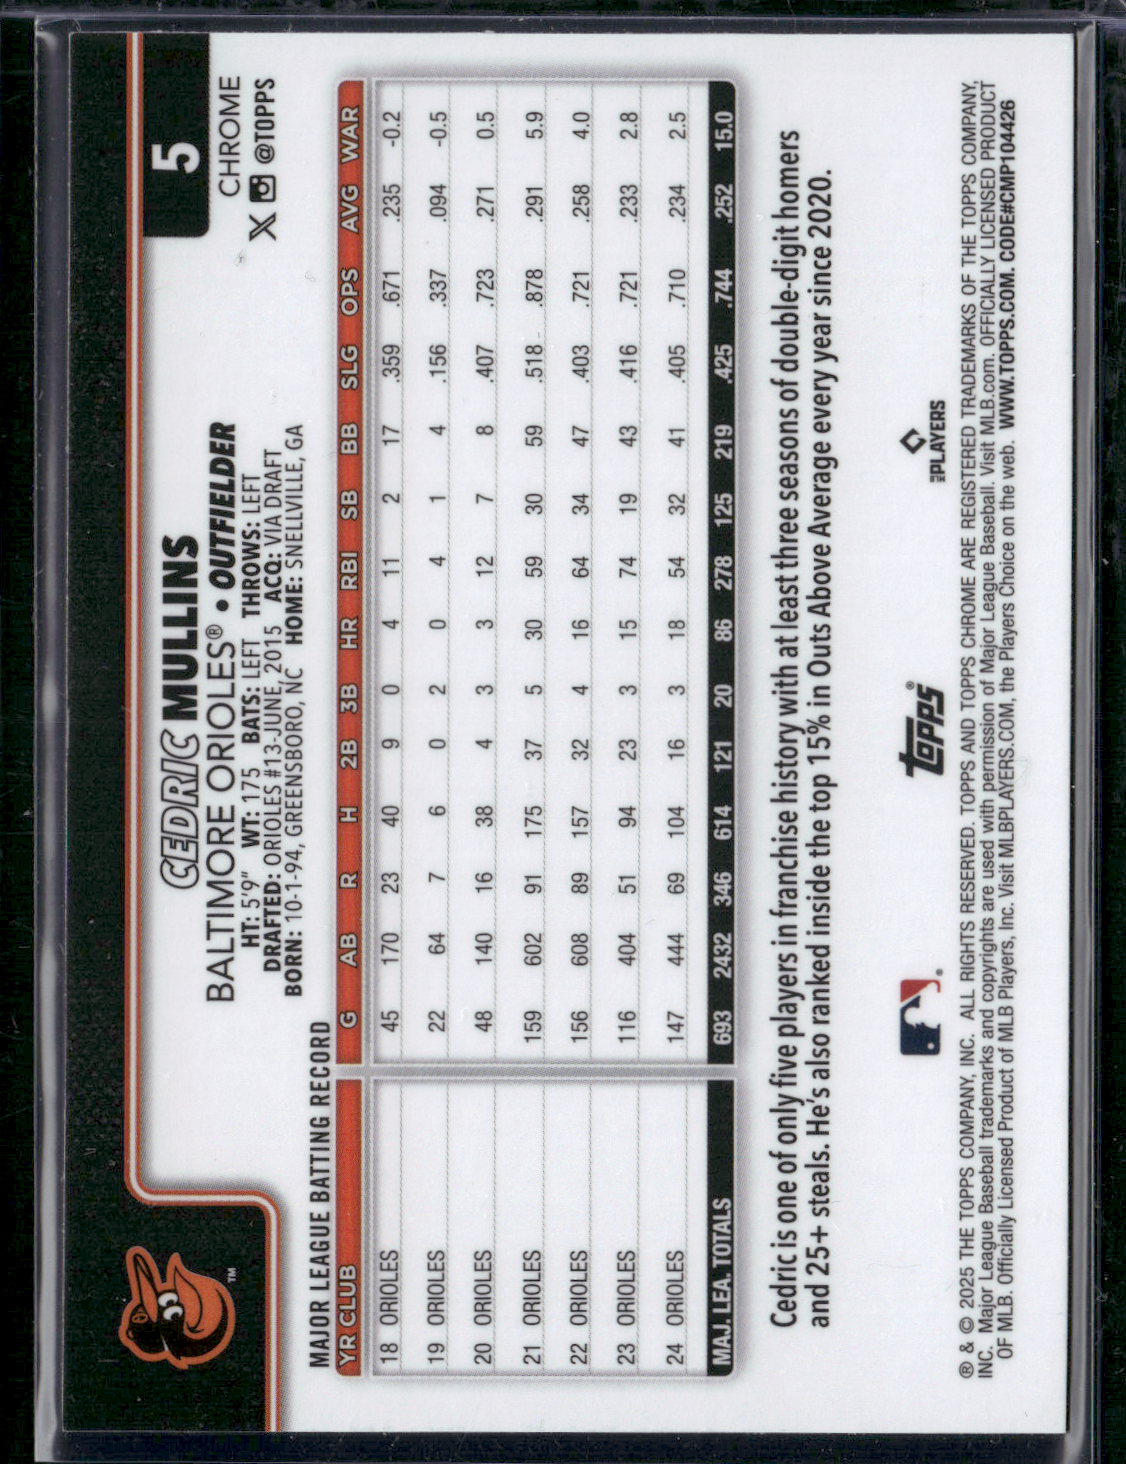 5
CHROME
@TOPPS
CEDRIC MULLINS
BALTIMORE ORIOLES® • OUTFIELDER
HT: 5'9" WT: 175 BATS: LEFT THROWS: LEFT
DRAFTED: ORIOLES #13-JUNE, 2015 ACQ: VIA DRAFT
BORN: 10-1-94, GREENSBORO, NC HOME: SNELLVILLE, GA
TM
MAJOR LEAGUE BATTING RECORD
YR CLUB G AB R H 2B 3B HR RBI SB BB SLG OPS AVG WAR
18 ORIOLES 45 170 23 40 9 0 4 11 2 17 .359 .671 .235 -0.2
19 ORIOLES 22 64 7 6 0 2 0 4 1 4 .156 .337 .094 -0.5
20 ORIOLES 48 140 16 38 4 3 3 12 7 8 .407 .723 .271 0.5
21 ORIOLES 159 602 91 175 37 5 30 59 30 59 .518 .878 .291 5.9
22 ORIOLES 156 608 89 157 32 4 16 64 34 47 .403 .721 .258 4.0
23 ORIOLES 116 404 51 94 23 3 15 74 19 43 .416 .721 .233 2.8
24 ORIOLES 147 444 69 104 16 3 18 54 32 41 .405 .710 .234 2.5
MAJ. LEA. TOTALS 693 2432 346 614 121 20 86 278 125 219 .425 .744 .252 15.0
Cedric is one of only five players in franchise history with at least three seasons of double-digit homers
and 25+ steals. He's also ranked inside the top 15% in Outs Above Average every year since 2020.
topps®
MLB PLAYERS
® & © 2025 THE TOPPS COMPANY, INC. ALL RIGHTS RESERVED. TOPPS AND TOPPS CHROME ARE REGISTERED TRADEMARKS OF THE TOPPS COMPANY,
INC. Major League Baseball trademarks and copyrights are used with permission of Major League Baseball. Visit MLB.com. OFFICIALLY LICENSED PRODUCT
OF MLB. Officially Licensed Product of MLB Players, Inc. Visit MLBPLAYERS.COM, the Players Choice on the web. WWW.TOPPS.COM. CODE#CMP104426